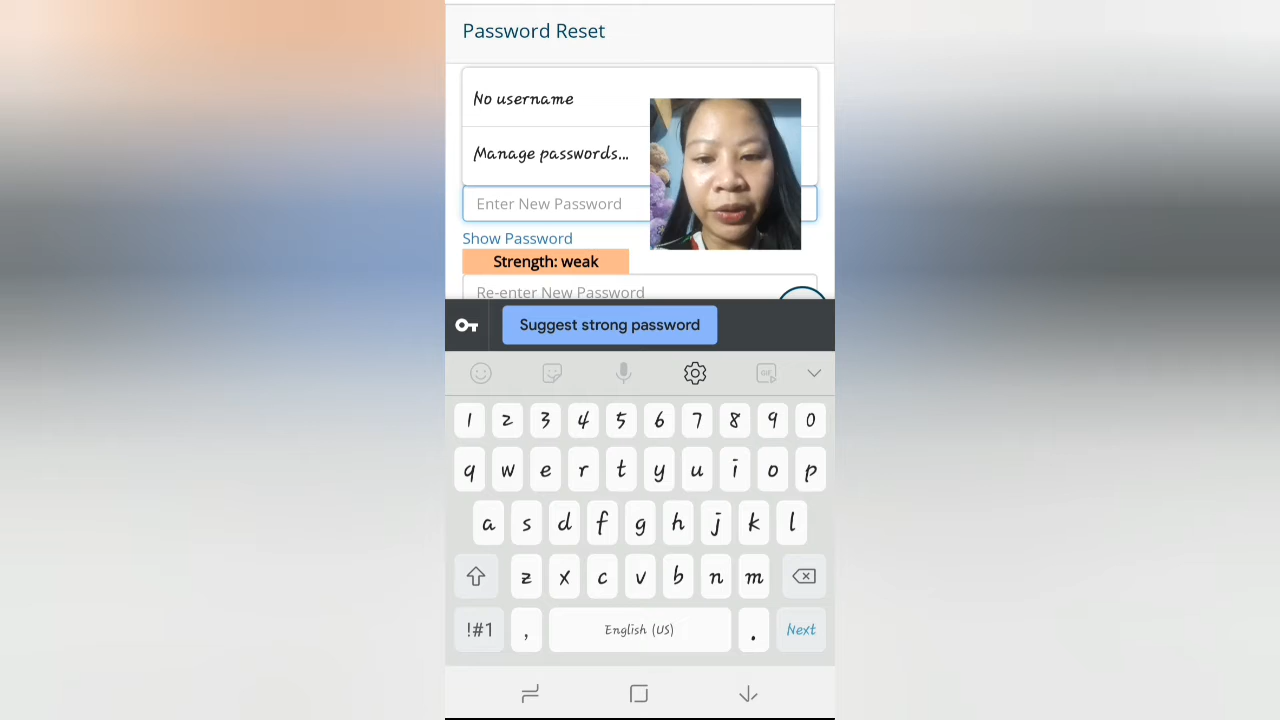 Password Reset
No username
Manage passwords...
Enter New Password
Show Password
Strength: weak
Re-enter New Password
Suggest strong password
GIF
1 2 3 4 5 6 7 8 9 0
q w e r t y u i o p
a s d f g h j k l
z x c v b n m
!#1 , English (US) . Next